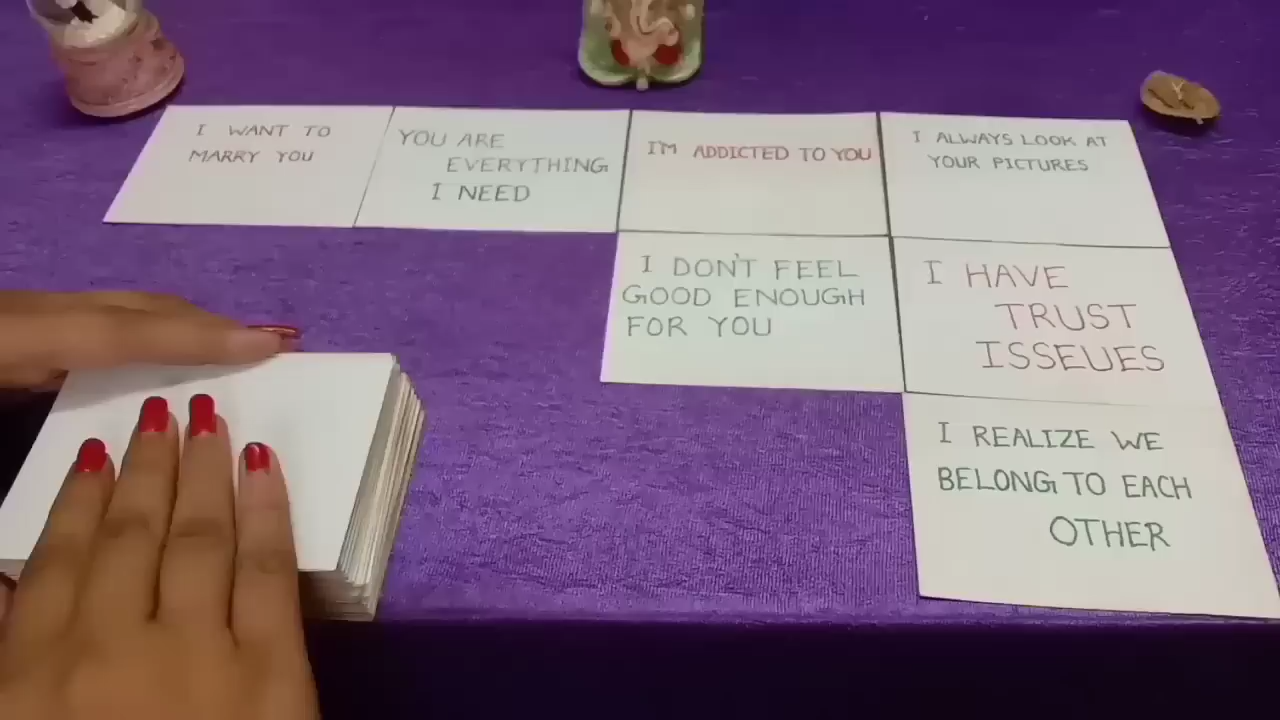 I WANT TO
MARRY YOU
YOU ARE
EVERYTHING
I NEED
I'M ADDICTED TO YOU
I ALWAYS LOOK AT
YOUR PICTURES
I DON'T FEEL
GOOD ENOUGH
FOR YOU
I HAVE
TRUST
ISSEUES
I REALIZE WE
BELONG TO EACH
OTHER